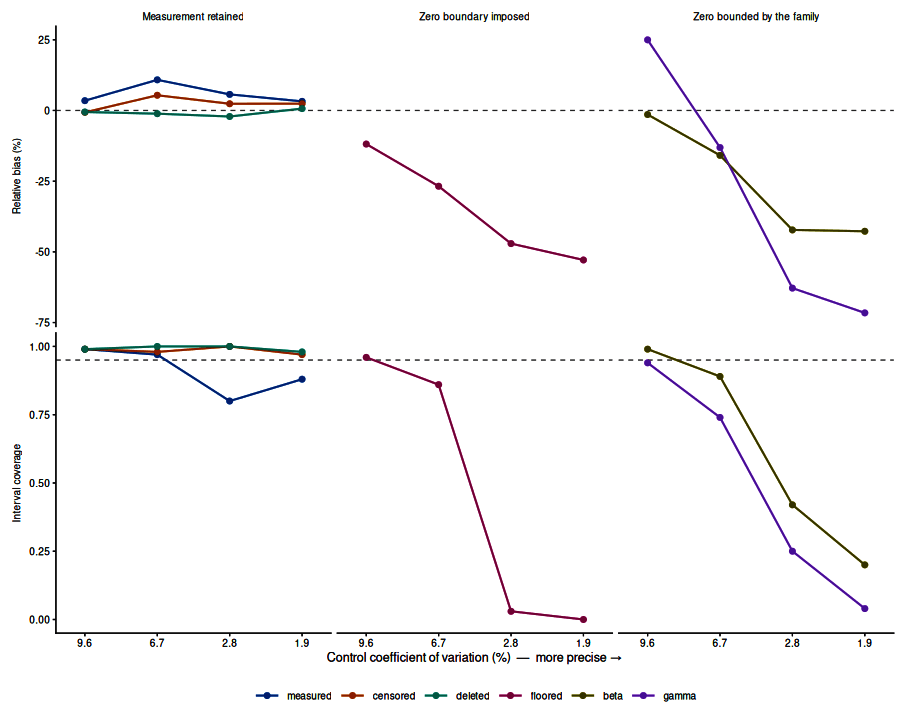 Measurement retained
Zero boundary imposed
Zero bounded by the family
Relative bias (%)
25
0
-25
-50
-75
Interval coverage
1.00
0.75
0.50
0.25
0.00
9.6 6.7 2.8 1.9
9.6 6.7 2.8 1.9
9.6 6.7 2.8 1.9
Control coefficient of variation (%) — more precise →
measured censored deleted floored beta gamma